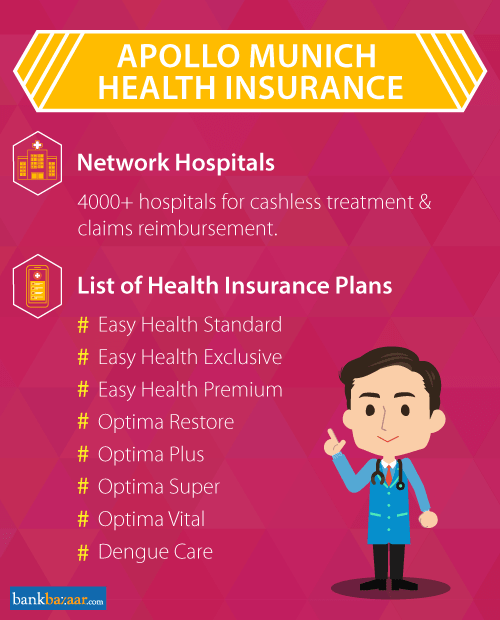 APOLLO MUNICH
HEALTH INSURANCE
Network Hospitals
4000+ hospitals for cashless treatment &
claims reimbursement.
List of Health Insurance Plans
# Easy Health Standard
# Easy Health Exclusive
# Easy Health Premium
# Optima Restore
# Optima Plus
# Optima Super
# Optima Vital
# Dengue Care
bankbazaar.com